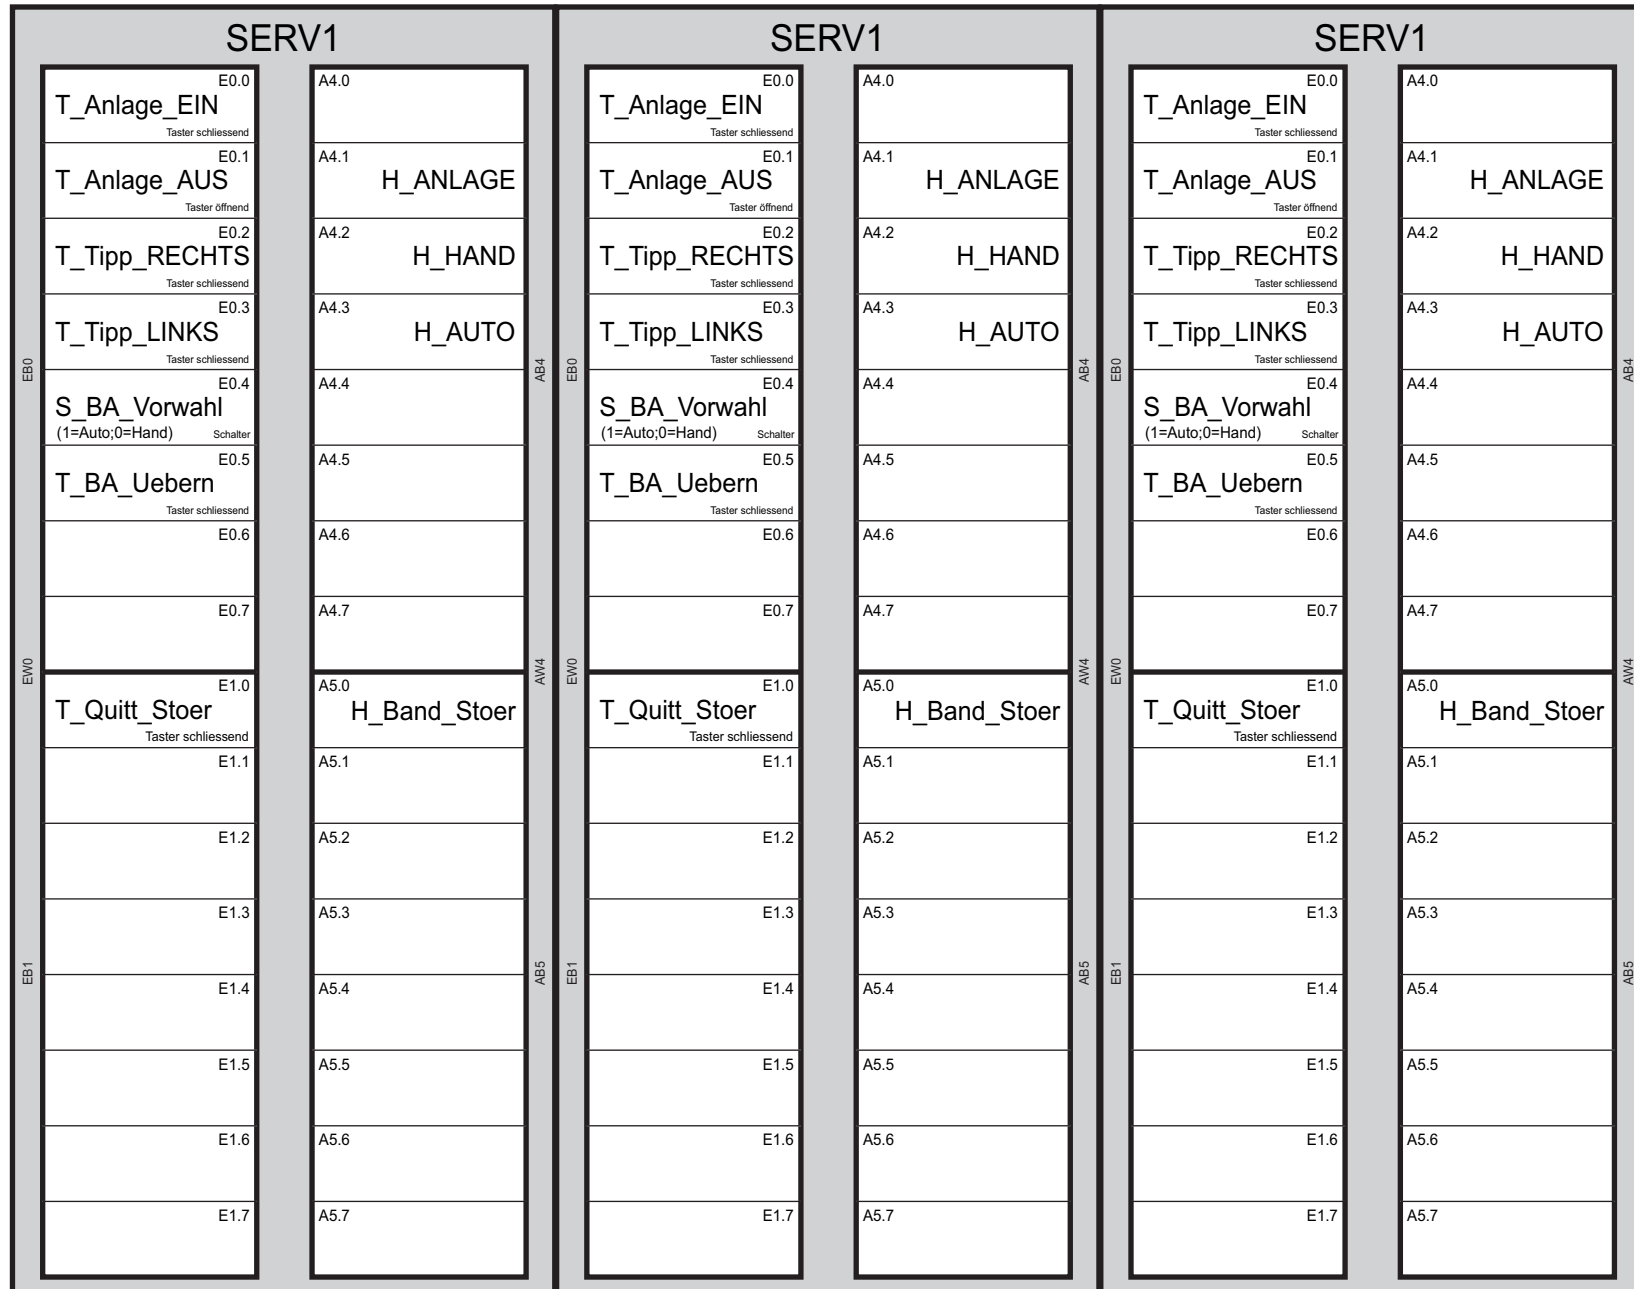 SERV1
E0.0
T_Anlage_EIN
Taster schliessend
E0.1
T_Anlage_AUS
Taster öffnend
E0.2
T_Tipp_RECHTS
Taster schliessend
E0.3
T_Tipp_LINKS
Taster schliessend
E0.4
S_BA_Vorwahl
(1=Auto;0=Hand) Schalter
E0.5
T_BA_Uebern
Taster schliessend
E0.6
E0.7
E1.0
T_Quitt_Stoer
Taster schliessend
E1.1
E1.2
E1.3
E1.4
E1.5
E1.6
E1.7
EB0
EW0
EB1
A4.0
A4.1
H_ANLAGE
A4.2
H_HAND
A4.3
H_AUTO
A4.4
A4.5
A4.6
A4.7
A5.0
H_Band_Stoer
A5.1
A5.2
A5.3
A5.4
A5.5
A5.6
A5.7
AB4
AW4
AB5
SERV1
E0.0
T_Anlage_EIN
Taster schliessend
E0.1
T_Anlage_AUS
Taster öffnend
E0.2
T_Tipp_RECHTS
Taster schliessend
E0.3
T_Tipp_LINKS
Taster schliessend
E0.4
S_BA_Vorwahl
(1=Auto;0=Hand) Schalter
E0.5
T_BA_Uebern
Taster schliessend
E0.6
E0.7
E1.0
T_Quitt_Stoer
Taster schliessend
E1.1
E1.2
E1.3
E1.4
E1.5
E1.6
E1.7
EB0
EW0
EB1
A4.0
A4.1
H_ANLAGE
A4.2
H_HAND
A4.3
H_AUTO
A4.4
A4.5
A4.6
A4.7
A5.0
H_Band_Stoer
A5.1
A5.2
A5.3
A5.4
A5.5
A5.6
A5.7
AB4
AW4
AB5
SERV1
E0.0
T_Anlage_EIN
Taster schliessend
E0.1
T_Anlage_AUS
Taster öffnend
E0.2
T_Tipp_RECHTS
Taster schliessend
E0.3
T_Tipp_LINKS
Taster schliessend
E0.4
S_BA_Vorwahl
(1=Auto;0=Hand) Schalter
E0.5
T_BA_Uebern
Taster schliessend
E0.6
E0.7
E1.0
T_Quitt_Stoer
Taster schliessend
E1.1
E1.2
E1.3
E1.4
E1.5
E1.6
E1.7
EB0
EW0
EB1
A4.0
A4.1
H_ANLAGE
A4.2
H_HAND
A4.3
H_AUTO
A4.4
A4.5
A4.6
A4.7
A5.0
H_Band_Stoer
A5.1
A5.2
A5.3
A5.4
A5.5
A5.6
A5.7
AB4
AW4
AB5